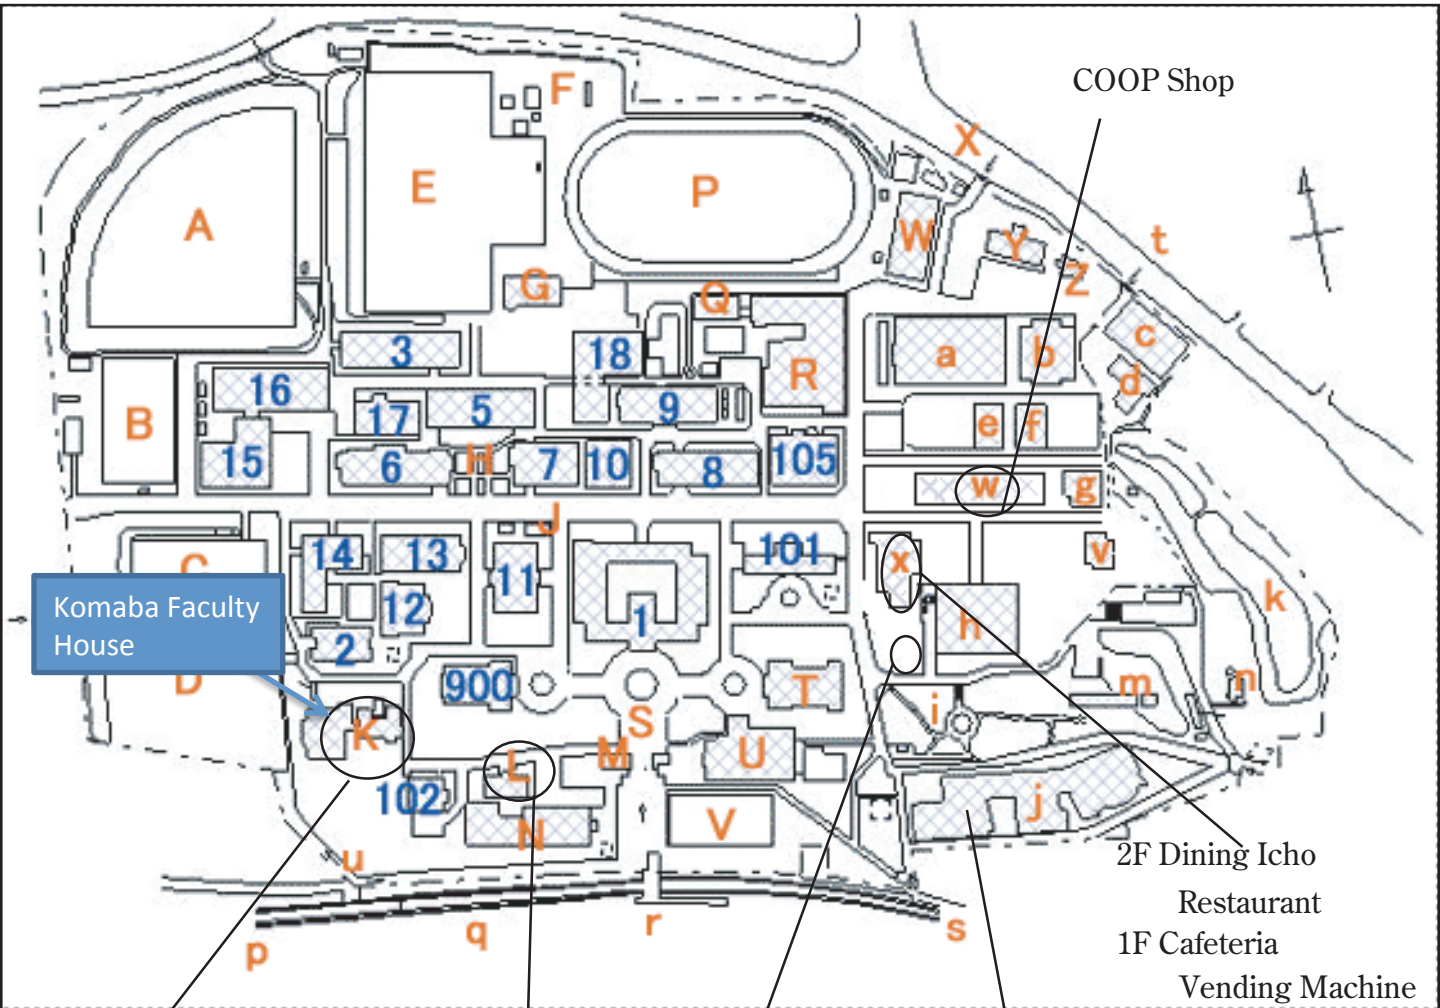 F
COOP Shop
X
E
P
A
W
Y
t
Z
G
Q
c
3
18
a
b
R
d
16
17
5
9
e
f
B
15
6
H
7
10
8
105
w
g
J
14
13
11
101
x
v
C
Komaba Faculty
House
12
1
h
k
2
D
900
T
m
n
i
K
S
L
M
U
102
N
V
j
u
2F Dining Icho
Restaurant
p
q
r
s
1F Cafeteria
Vending Machine